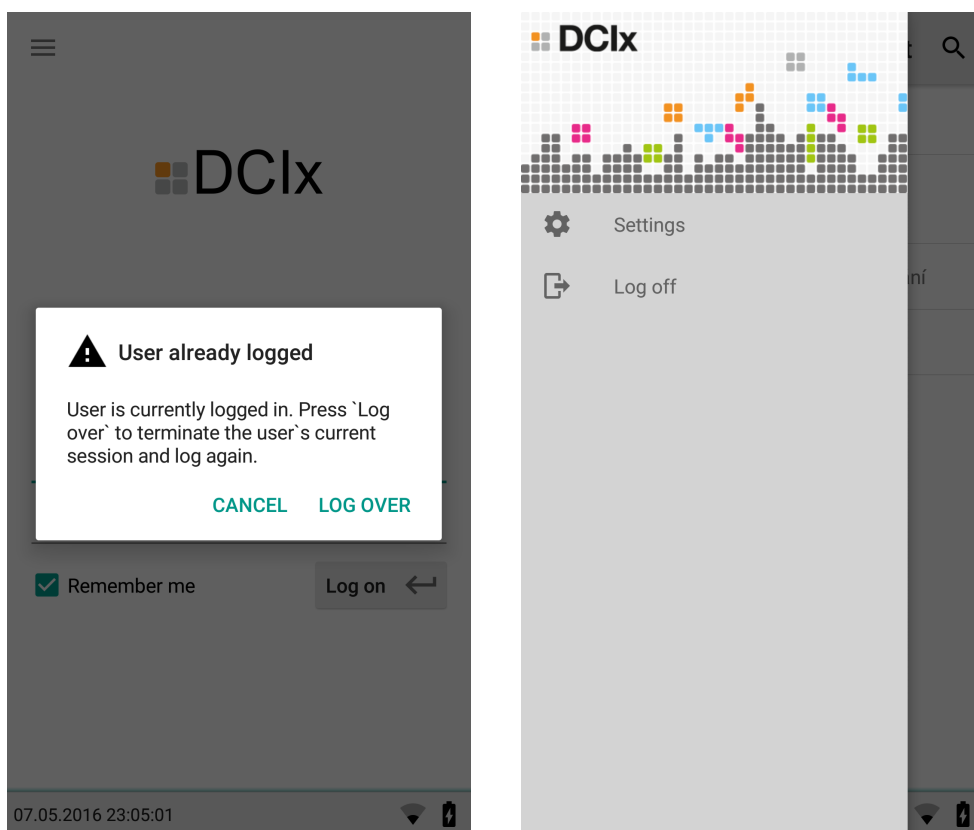 DCIx
User already logged
User is currently logged in. Press `Log
over` to terminate the user`s current
session and log again.
CANCEL LOG OVER
Remember me
Log on
07.05.2016 23:05:01
DCIx
Settings
Log off